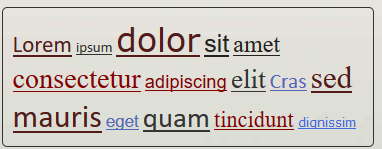 Lorem ipsum dolor sit amet
consectetur adipiscing elit Cras sed
mauris eget quam tincidunt dignissim